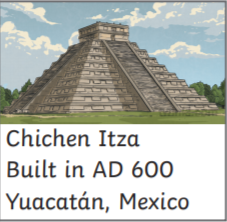 Chichen Itza
Built in AD 600
Yuacatán, Mexico